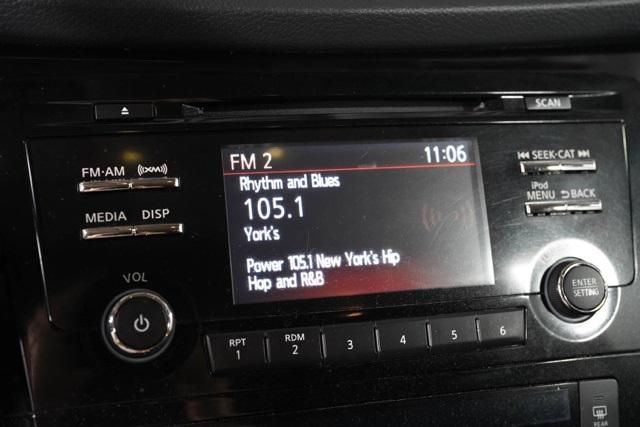 SCAN
FM·AM ((XM))
FM 2 11:06
⏮ SEEK·CAT ⏭
Rhythm and Blues
iPod
MENU ⮌BACK
105.1
MEDIA DISP
York's
Power 105.1 New York's Hip
Hop and R&B
VOL
ENTER
SETTING
RPT RDM
1 2 3 4 5 6
REAR